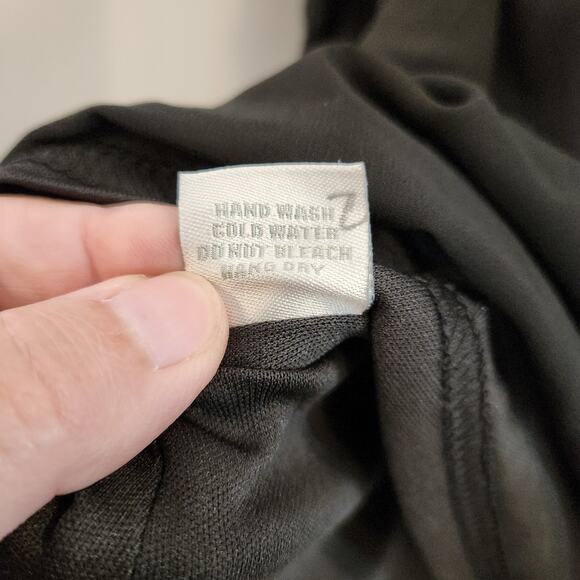 HAND WASH
COLD WATER
DO NOT BLEACH
HANG DRY